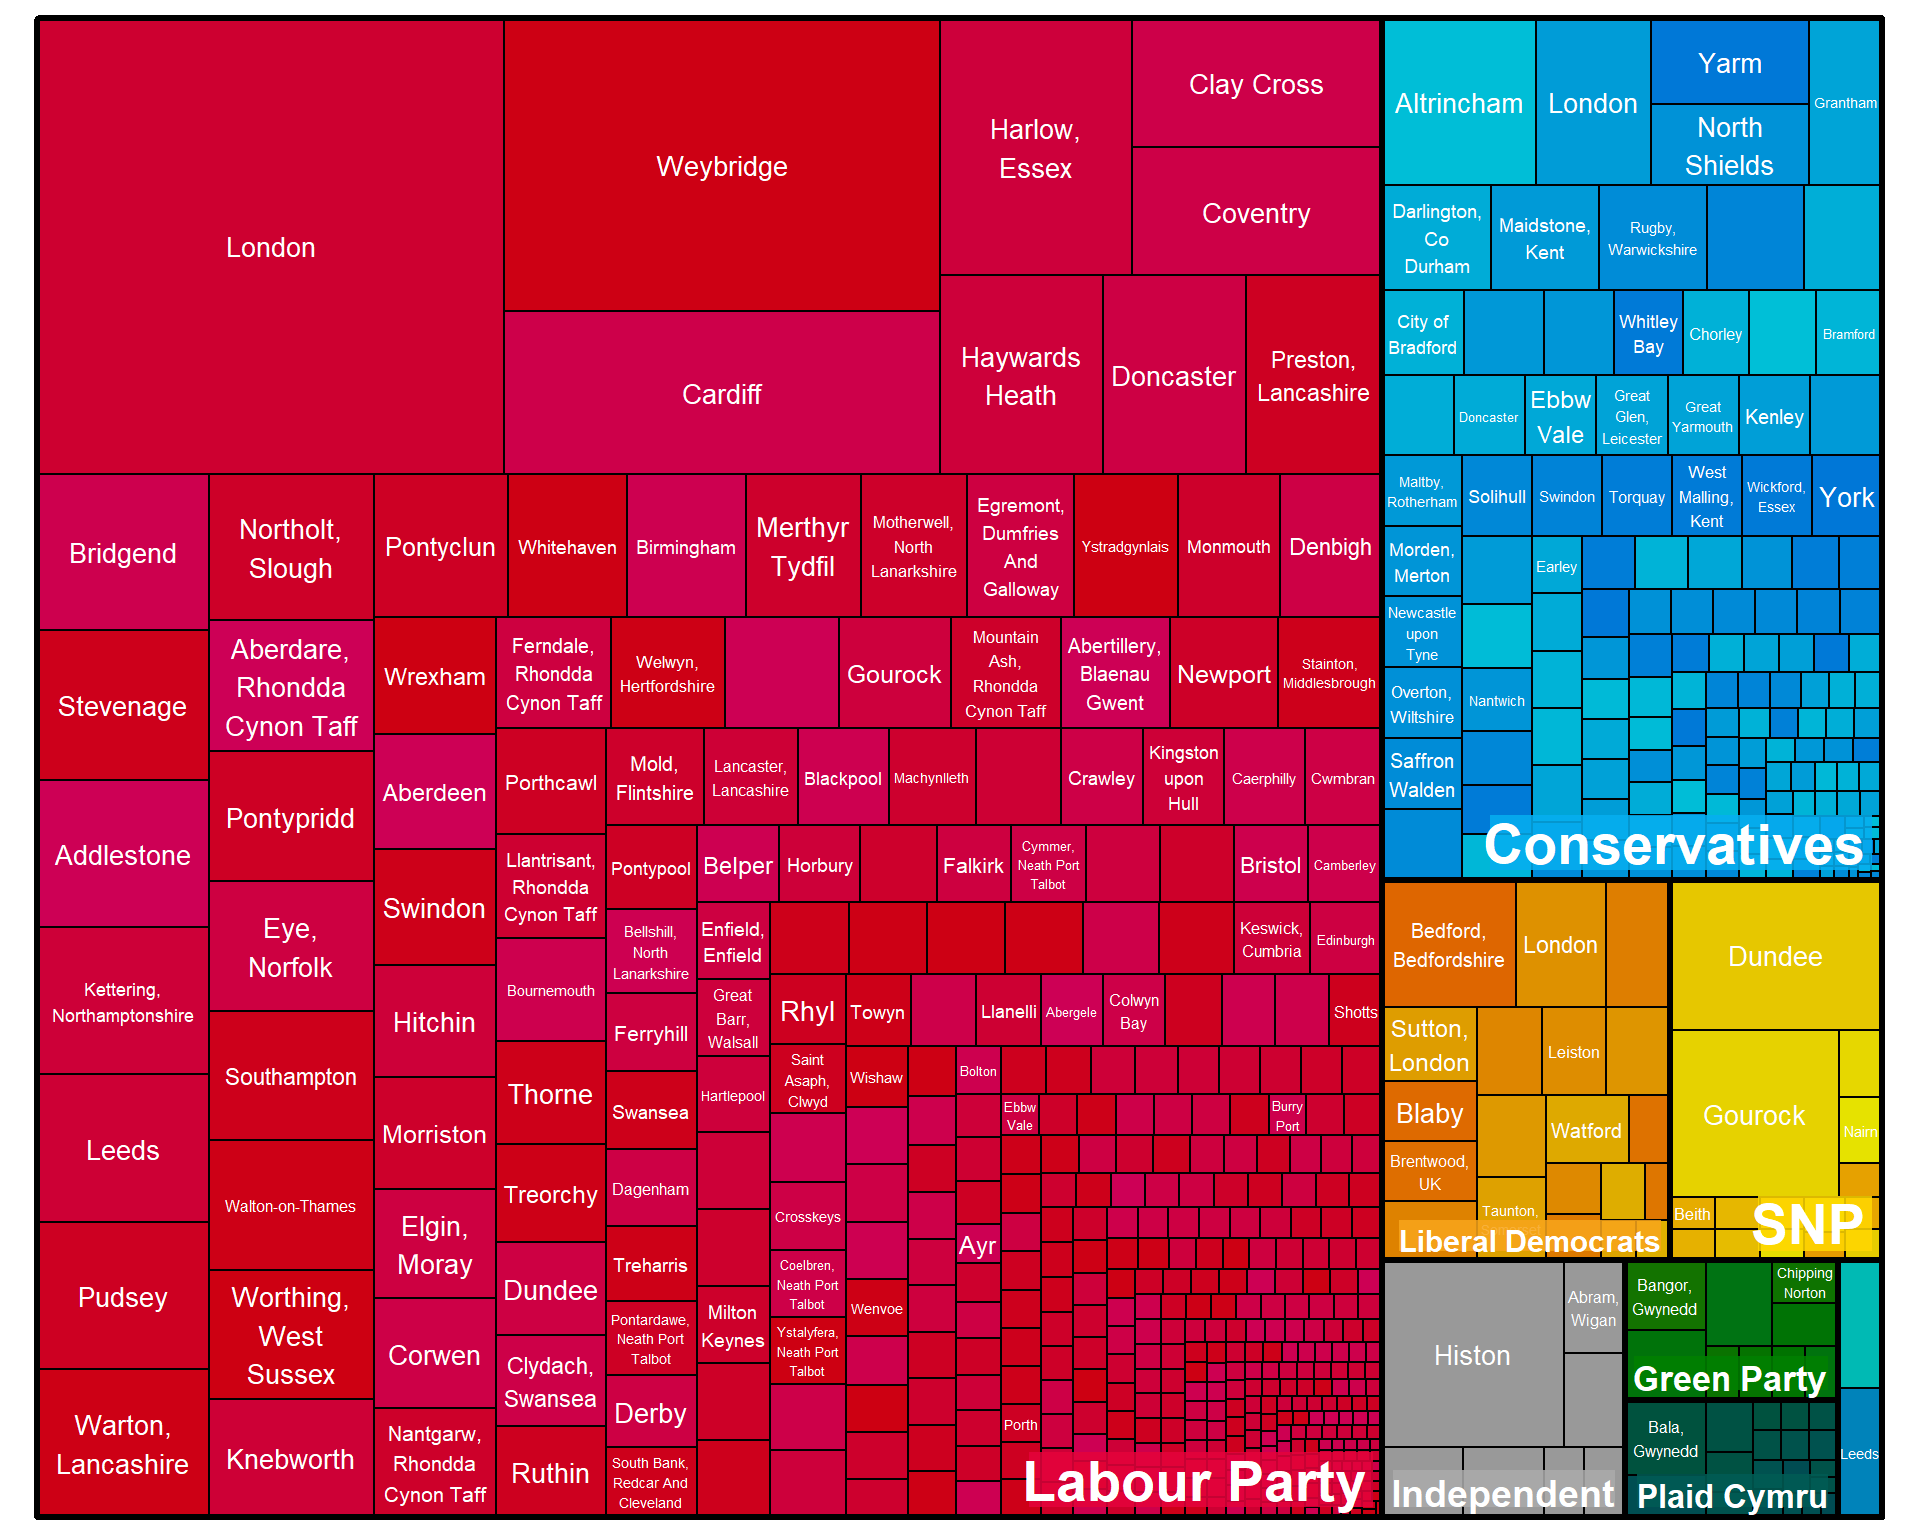 London
Weybridge
Cardiff
Harlow,
Essex
Clay Cross
Coventry
Haywards
Heath
Doncaster
Preston,
Lancashire
Bridgend
Stevenage
Addlestone
Kettering,
Northamptonshire
Leeds
Pudsey
Warton,
Lancashire
Northolt,
Slough
Aberdare,
Rhondda
Cynon Taff
Pontypridd
Eye,
Norfolk
Southampton
Walton-on-Thames
Worthing,
West
Sussex
Knebworth
Pontyclun
Whitehaven
Birmingham
Merthyr
Tydfil
Motherwell,
North
Lanarkshire
Egremont,
Dumfries
And
Galloway
Ystradgynlais
Monmouth
Denbigh
Wrexham
Aberdeen
Swindon
Hitchin
Morriston
Elgin,
Moray
Corwen
Nantgarw,
Rhondda
Cynon Taff
Ferndale,
Rhondda
Cynon Taff
Welwyn,
Hertfordshire
Gourock
Mountain
Ash,
Rhondda
Cynon Taff
Abertillery,
Blaenau
Gwent
Newport
Stainton,
Middlesbrough
Porthcawl
Llantrisant,
Rhondda
Cynon Taff
Bournemouth
Thorne
Treorchy
Dundee
Clydach,
Swansea
Ruthin
Mold,
Flintshire
Lancaster,
Lancashire
Blackpool
Machynlleth
Crawley
Kingston
upon
Hull
Caerphilly
Cwmbran
Pontypool
Bellshill,
North
Lanarkshire
Ferryhill
Swansea
Dagenham
Treharris
Pontardawe,
Neath Port
Talbot
Derby
South Bank,
Redcar And
Cleveland
Belper
Horbury
Falkirk
Cymmer,
Neath Port
Talbot
Bristol
Camberley
Enfield,
Enfield
Great
Barr,
Walsall
Hartlepool
Milton
Keynes
Keswick,
Cumbria
Edinburgh
Rhyl
Towyn
Llanelli
Abergele
Colwyn
Bay
Shotts
Saint
Asaph,
Clwyd
Crosskeys
Coelbren,
Neath Port
Talbot
Ystalyfera,
Neath Port
Talbot
Wishaw
Wenvoe
Bolton
Ayr
Ebbw
Vale
Burry
Port
Porth
Labour Party
Altrincham
London
Yarm
North
Shields
Grantham
Darlington,
Co
Durham
Maidstone,
Kent
Rugby,
Warwickshire
City of
Bradford
Whitley
Bay
Chorley
Bramford
Doncaster
Ebbw
Vale
Great
Glen,
Leicester
Great
Yarmouth
Kenley
Maltby,
Rotherham
Solihull
Swindon
Torquay
West
Malling,
Kent
Wickford,
Essex
York
Morden,
Merton
Earley
Newcastle
upon
Tyne
Overton,
Wiltshire
Nantwich
Saffron
Walden
Conservatives
Bedford,
Bedfordshire
London
Sutton,
London
Leiston
Blaby
Watford
Brentwood,
UK
Taunton,
Liberal Democrats
Dundee
Gourock
Nairn
Beith
SNP
Histon
Abram,
Wigan
Independent
Bangor,
Gwynedd
Chipping
Norton
Green Party
Bala,
Gwynedd
Plaid Cymru
Leeds